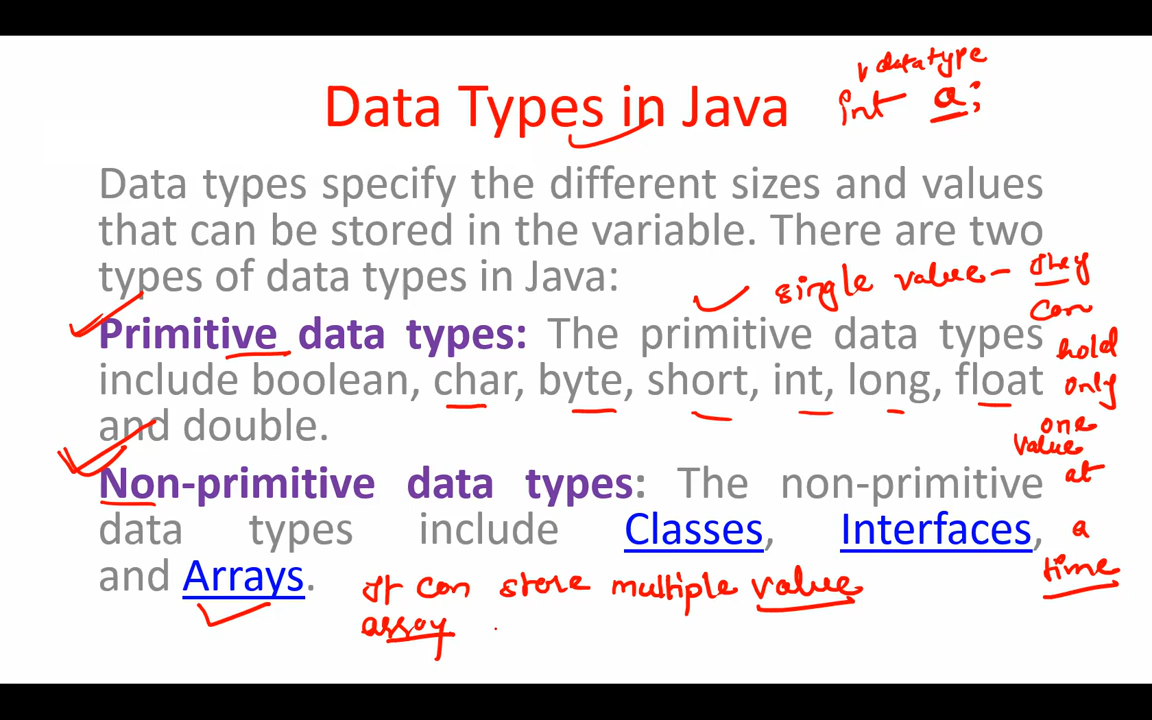 datatype
Data Types in Java
int a;
Data types specify the different sizes and values
that can be stored in the variable. There are two
types of data types in Java:
single value – they
can
hold
only
one
value
at
a
time
Primitive data types: The primitive data types
include boolean, char, byte, short, int, long, float
and double.
Non-primitive data types: The non-primitive
data types include Classes, Interfaces,
and Arrays.
It can store multiple value
array